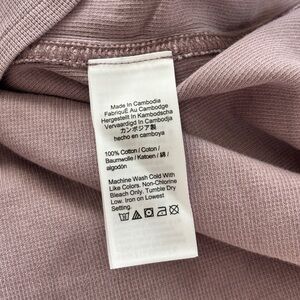 Made In Cambodia
Fabriqué Au Cambodge
Hergestellt In Kambodscha
Vervaardigd In Cambodja
カンボジア製
hecho en camboya
100% Cotton / Coton /
Baumwolle / Katoen / 綿 /
algodón
Machine Wash Cold With
Like Colors. Non-Chlorine
Bleach Only. Tumble Dry
Low. Iron on Lowest
Setting